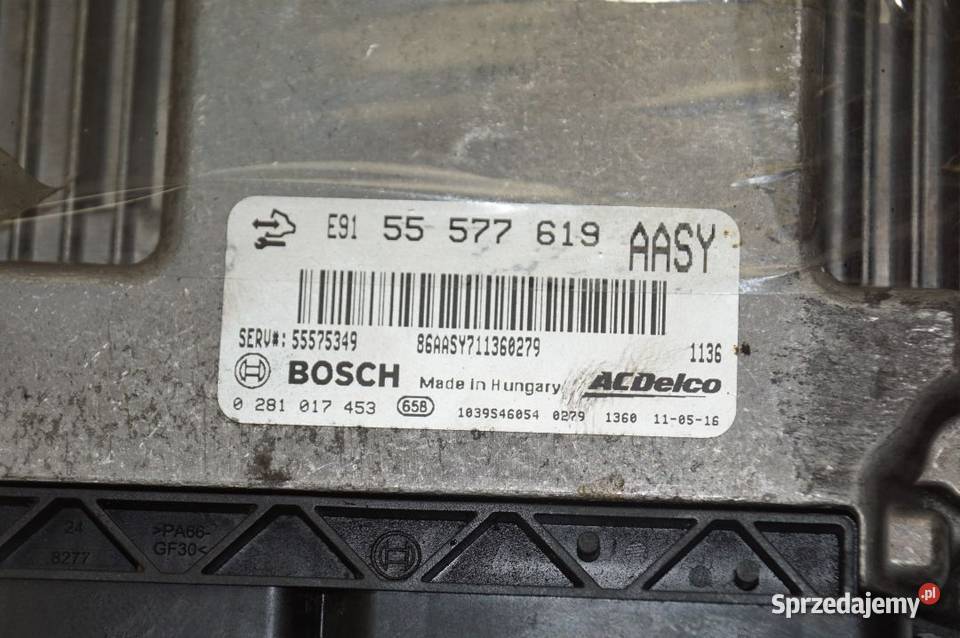 E91 55 577 619 AASY
SERV#: 55575349 86AASY711360279 1136
BOSCH Made in Hungary ACDelco
0 281 017 453 65B 1039S46054 0279 1360 11-05-16
24 >PA66-
8277 GF30<
Sprzedajemy.pl